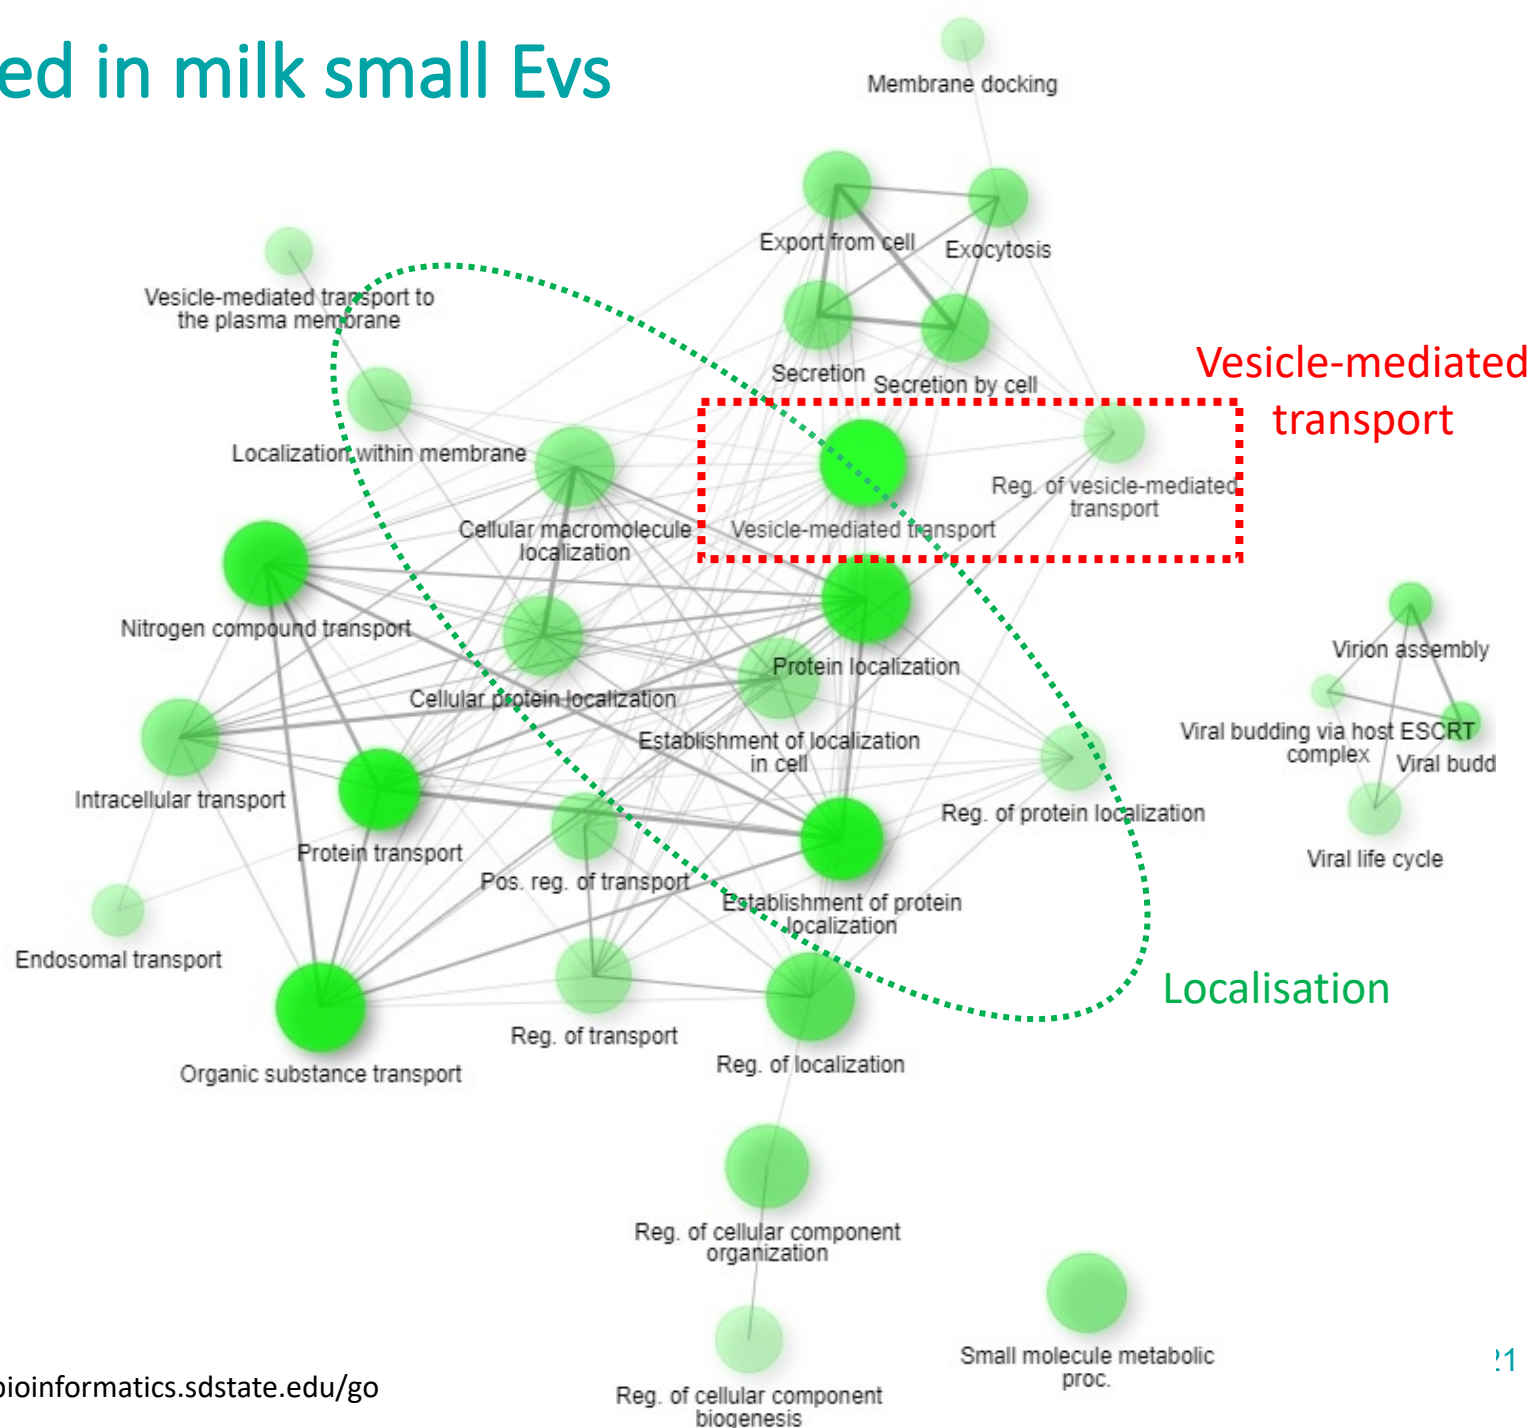 ed in milk small Evs
Membrane docking
Export from cell
Exocytosis
Vesicle-mediated transport to
the plasma membrane
Secretion
Secretion by cell
Vesicle-mediated
transport
Localization within membrane
Reg. of vesicle-mediated
transport
Cellular macromolecule
localization
Vesicle-mediated transport
Nitrogen compound transport
Protein localization
Virion assembly
Cellular protein localization
Establishment of localization
in cell
Viral budding via host ESCRT
complex
Viral budd
Intracellular transport
Reg. of protein localization
Protein transport
Pos. reg. of transport
Viral life cycle
Establishment of protein
localization
Endosomal transport
Localisation
Reg. of transport
Reg. of localization
Organic substance transport
Reg. of cellular component
organization
Small molecule metabolic
proc.
21
bioinformatics.sdstate.edu/go
Reg. of cellular component
biogenesis